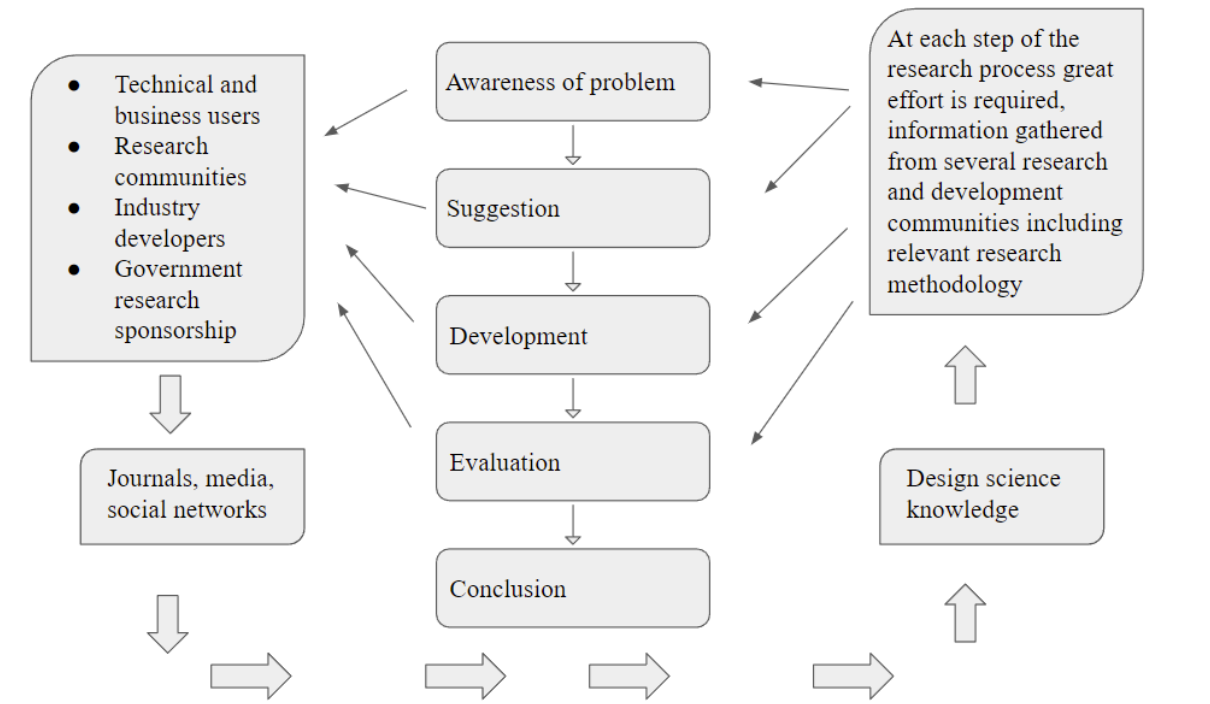 ● Technical and
business users
● Research
communities
● Industry
developers
● Government
research
sponsorship
Journals, media,
social networks
Awareness of problem
Suggestion
Development
Evaluation
Conclusion
At each step of the
research process great
effort is required,
information gathered
from several research
and development
communities including
relevant research
methodology
Design science
knowledge